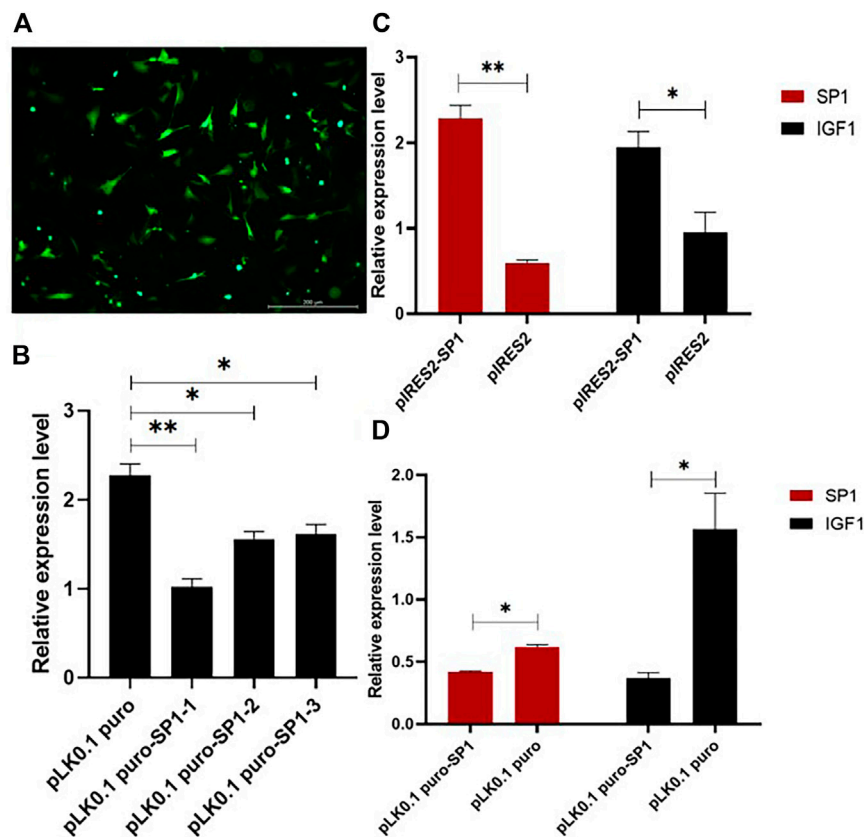 A
200 μm
B
Relative expression level
3
2
1
0
**
*
*
pLK0.1 puro
pLK0.1 puro-SP1-1
pLK0.1 puro-SP1-2
pLK0.1 puro-SP1-3
C
Relative expression level
3
2
1
0
**
*
pIRES2-SP1
pIRES2
pIRES2-SP1
pIRES2
SP1
IGF1
D
Relative expression level
2.0
1.5
1.0
0.5
0.0
*
*
pLK0.1 puro-SP1
pLK0.1 puro
pLK0.1 puro-SP1
pLK0.1 puro
SP1
IGF1